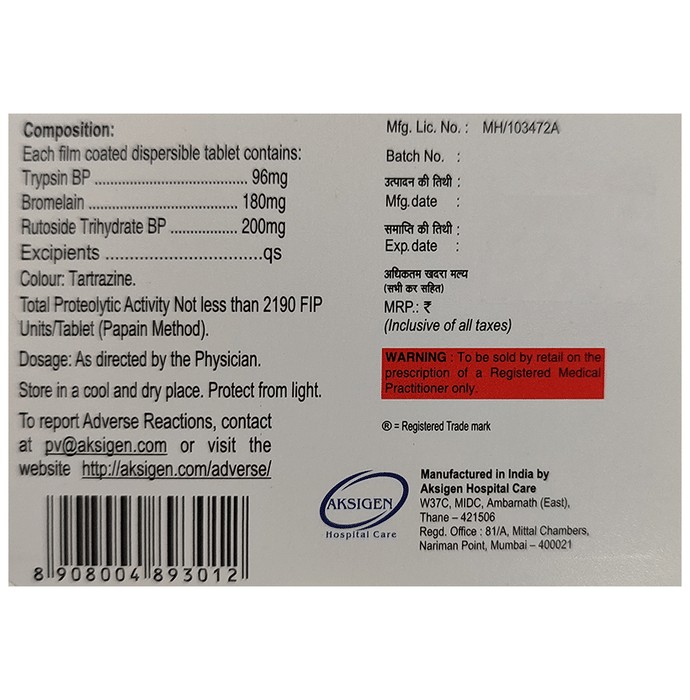 Composition:
Each film coated dispersible tablet contains:
Trypsin BP ...................................... 96mg
Bromelain ...................................... 180mg
Rutoside Trihydrate BP ................. 200mg
Excipients ..............................qs
Colour: Tartrazine.
Total Proteolytic Activity Not less than 2190 FIP
Units/Tablet (Papain Method).
Dosage: As directed by the Physician.
Store in a cool and dry place. Protect from light.
To report Adverse Reactions, contact
at pv@aksigen.com or visit the
website http://aksigen.com/adverse/
8 908004 893012
Mfg. Lic. No. : MH/103472A
Batch No. :
उत्पादन की तिथी :
Mfg.date :
समाप्ति की तिथी :
Exp.date :
अधिकतम खदरा मल्य
(सभी कर सहित)
MRP.: ₹
(Inclusive of all taxes)
WARNING : To be sold by retail on the
prescription of a Registered Medical
Practitioner only.
® = Registered Trade mark
AKSIGEN
Hospital Care
Manufactured in India by
Aksigen Hospital Care
W37C, MIDC, Ambarnath (East),
Thane – 421506
Regd. Office : 81/A, Mittal Chambers,
Nariman Point, Mumbai – 400021